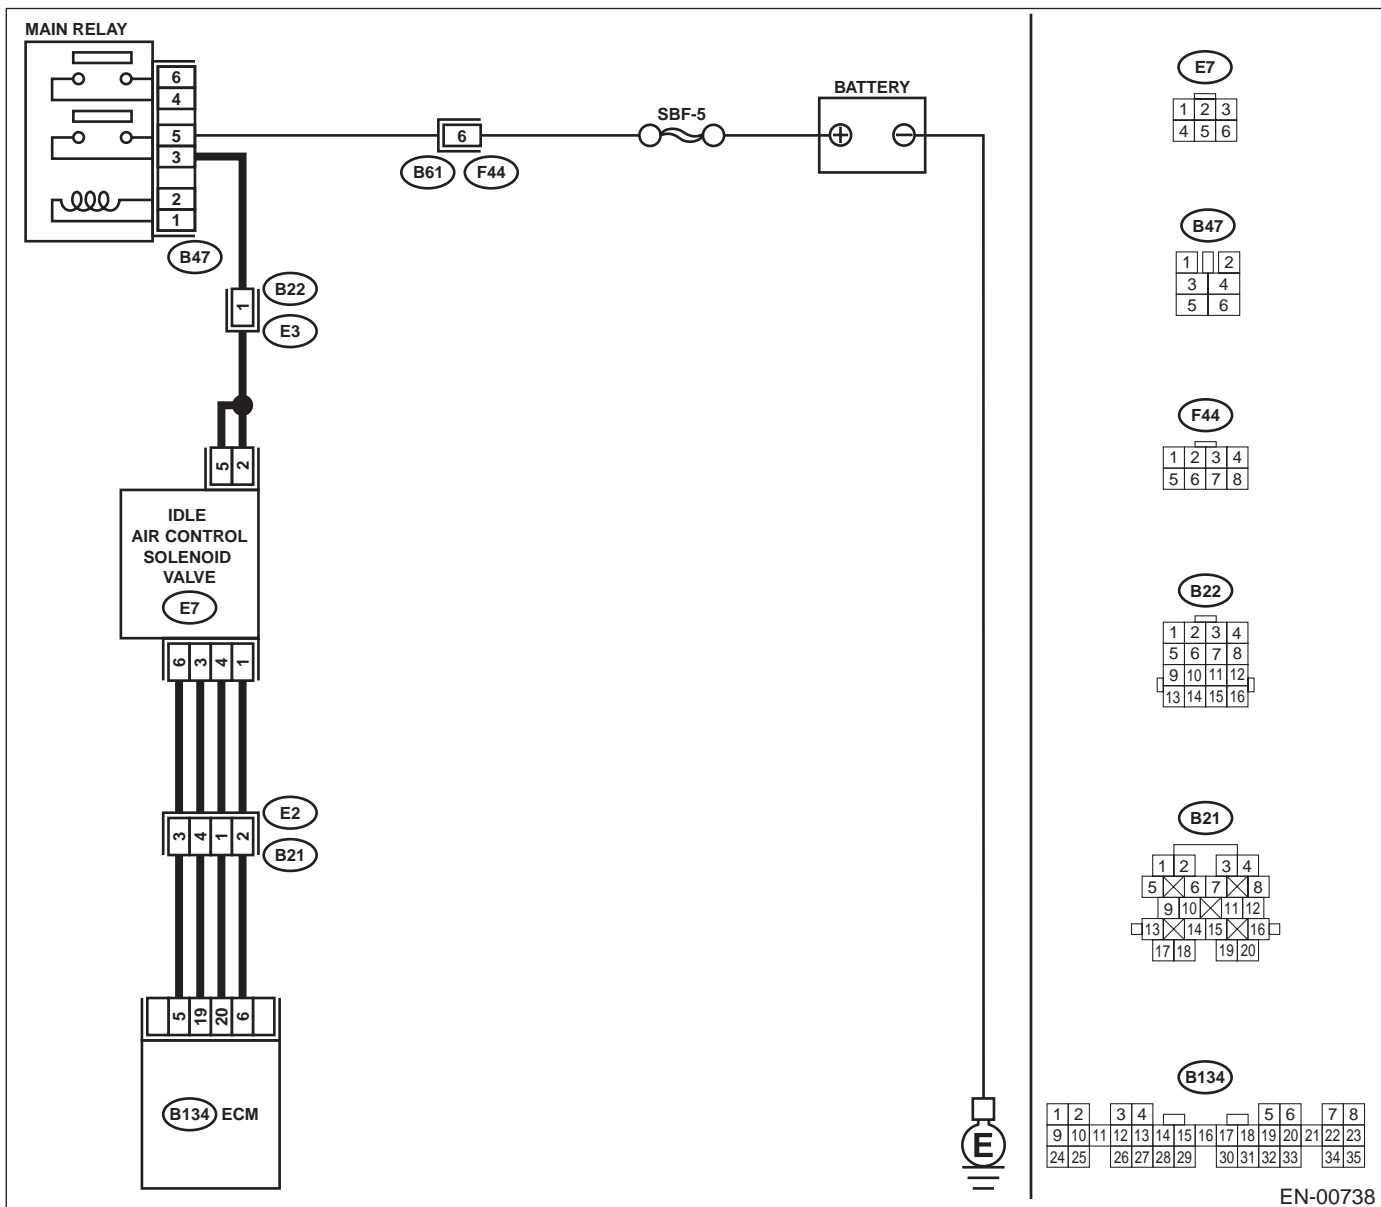 MAIN RELAY
6
4
5
3
2
1
B47
6
B61 F44
SBF-5
BATTERY
B22
1
E3
5 2
IDLE
AIR CONTROL
SOLENOID
VALVE
E7
6 3 4 1
E2
3 4 1 2
B21
5 19 20 6
B134 ECM
E
E7
1 2 3
4 5 6
B47
1 2
3 4
5 6
F44
1 2 3 4
5 6 7 8
B22
1 2 3 4
5 6 7 8
9 10 11 12
13 14 15 16
B21
1 2 3 4
5 6 7 8
9 10 11 12
13 14 15 16
17 18 19 20
B134
1 2 3 4 5 6 7 8
9 10 11 12 13 14 15 16 17 18 19 20 21 22 23
24 25 26 27 28 29 30 31 32 33 34 35
EN-00738